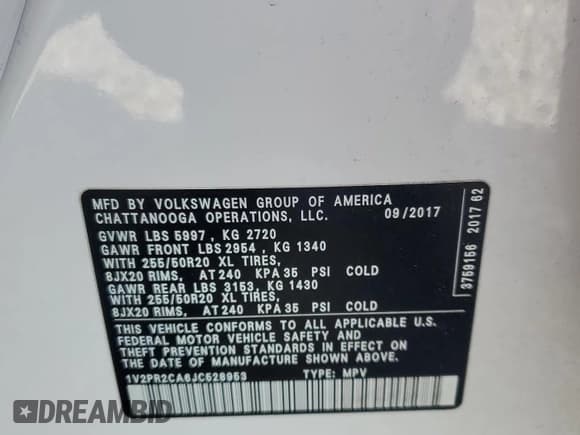 MFD BY VOLKSWAGEN GROUP OF AMERICA
CHATTANOOGA OPERATIONS, LLC. 09/2017
GVWR LBS 5997 , KG 2720
GAWR FRONT LBS 2954 , KG 1340
WITH 255/50R20 XL TIRES,
8JX20 RIMS, AT 240 KPA 35 PSI COLD
GAWR REAR LBS 3153, KG 1430
WITH 255/50R20 XL TIRES,
8JX20 RIMS, AT 240 KPA 35 PSI COLD
THIS VEHICLE CONFORMS TO ALL APPLICABLE U.S.
FEDERAL MOTOR VEHICLE SAFETY AND
THEFT PREVENTION STANDARDS IN EFFECT ON
THE DATE OF MANUFACTURE SHOWN ABOVE.
1V2PR2CA6JC528953 TYPE: MPV
3759156 2017 62
DREAMBID